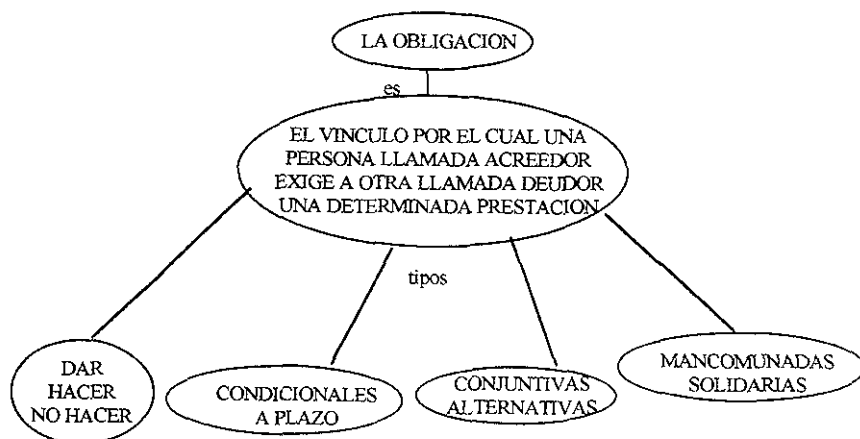 LA OBLIGACION
es
EL VINCULO POR EL CUAL UNA
PERSONA LLAMADA ACREEDOR
EXIGE A OTRA LLAMADA DEUDOR
UNA DETERMINADA PRESTACION
tipos
DAR
HACER
NO HACER
CONDICIONALES
A PLAZO
CONJUNTIVAS
ALTERNATIVAS
MANCOMUNADAS
SOLIDARIAS